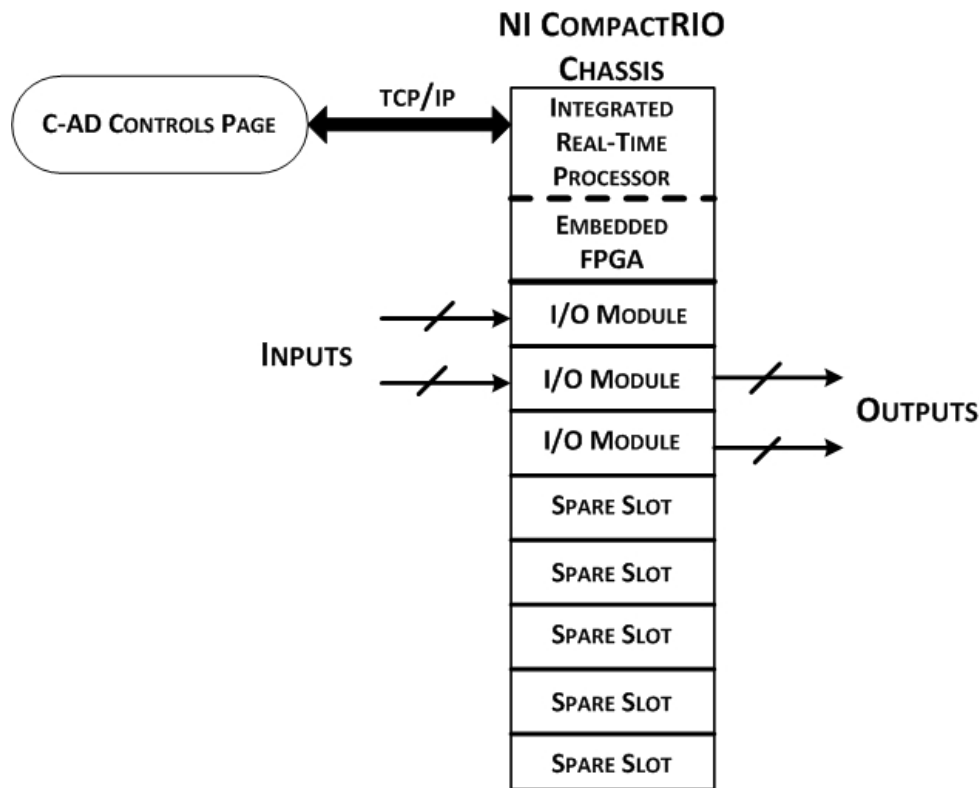 NI COMPACTRIO
CHASSIS
TCP/IP
C-AD CONTROLS PAGE
INTEGRATED
REAL-TIME
PROCESSOR
EMBEDDED
FPGA
I/O MODULE
INPUTS
I/O MODULE
OUTPUTS
I/O MODULE
SPARE SLOT
SPARE SLOT
SPARE SLOT
SPARE SLOT
SPARE SLOT